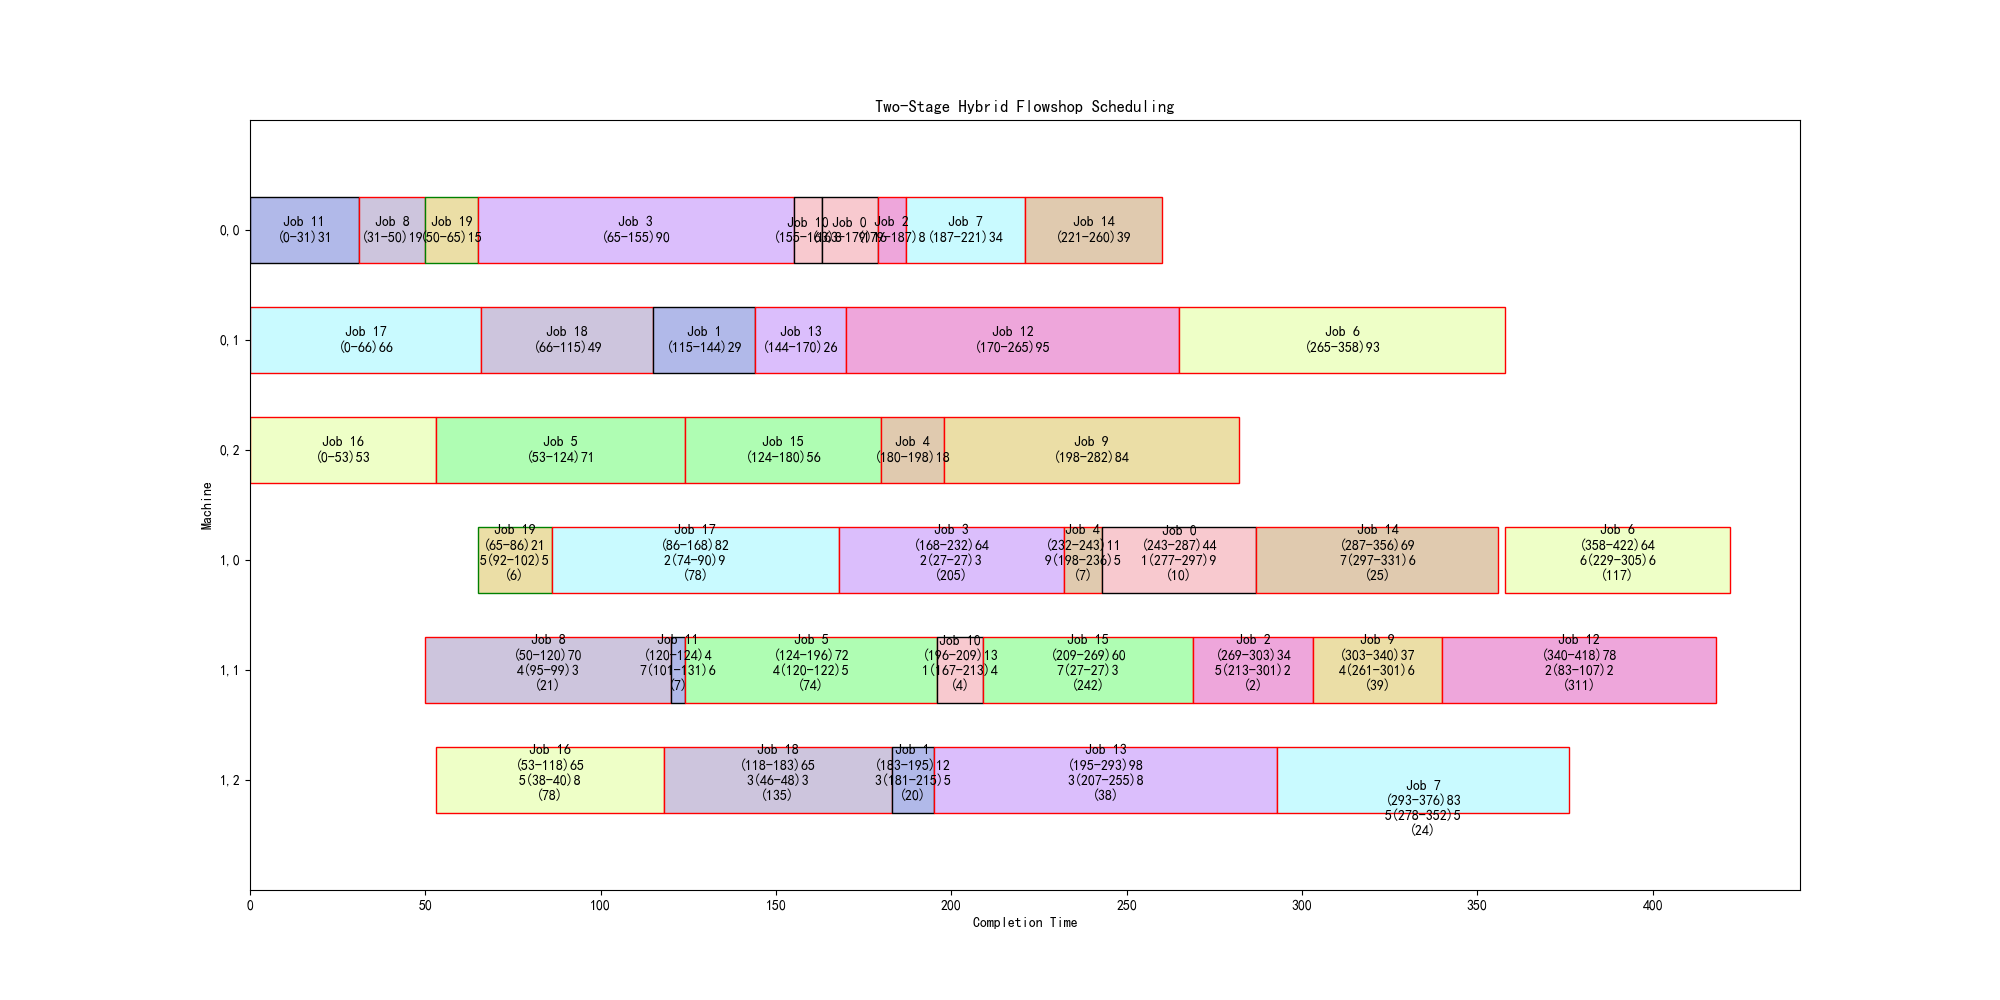 Two-Stage Hybrid Flowshop Scheduling
Machine
0,0
Job 11
(0-31)31
Job 8
(31-50)19
Job 19
(50-65)15
Job 3
(65-155)90
Job 10
Job 0
Job 2
Job 7
(187-221)34
Job 14
(221-260)39
0,1
Job 17
(0-66)66
Job 18
(66-115)49
Job 1
(115-144)29
Job 13
(144-170)26
Job 12
(170-265)95
Job 6
(265-358)93
0,2
Job 16
(0-53)53
Job 5
(53-124)71
Job 15
(124-180)56
Job 4
(180-198)18
Job 9
(198-282)84
1,0
Job 19
(65-86)21
5(92-102)5
(6)
Job 17
(86-168)82
2(74-90)9
(78)
Job 3
(168-232)64
2(27-27)3
(205)
Job 4
(232-243)11
9(198-236)5
(7)
Job 0
(243-287)44
1(277-297)9
(10)
Job 14
(287-356)69
7(297-331)6
(25)
Job 6
(358-422)64
6(229-305)6
(117)
1,1
Job 8
(50-120)70
4(95-99)3
(21)
Job 11
(120-124)4
7(101-131)6
(7)
Job 5
(124-196)72
4(120-122)5
(74)
Job 10
(196-209)13
1(167-213)4
(4)
Job 15
(209-269)60
7(27-27)3
(242)
Job 2
(269-303)34
5(213-301)2
(2)
Job 9
(303-340)37
4(261-301)6
(39)
Job 12
(340-418)78
2(83-107)2
(311)
1,2
Job 16
(53-118)65
5(38-40)8
(78)
Job 18
(118-183)65
3(46-48)3
(135)
Job 1
(183-195)12
3(181-215)5
(20)
Job 13
(195-293)98
3(207-255)8
(38)
Job 7
(293-376)83
5(278-352)5
(24)
0
50
100
150
200
250
300
350
400
Completion Time